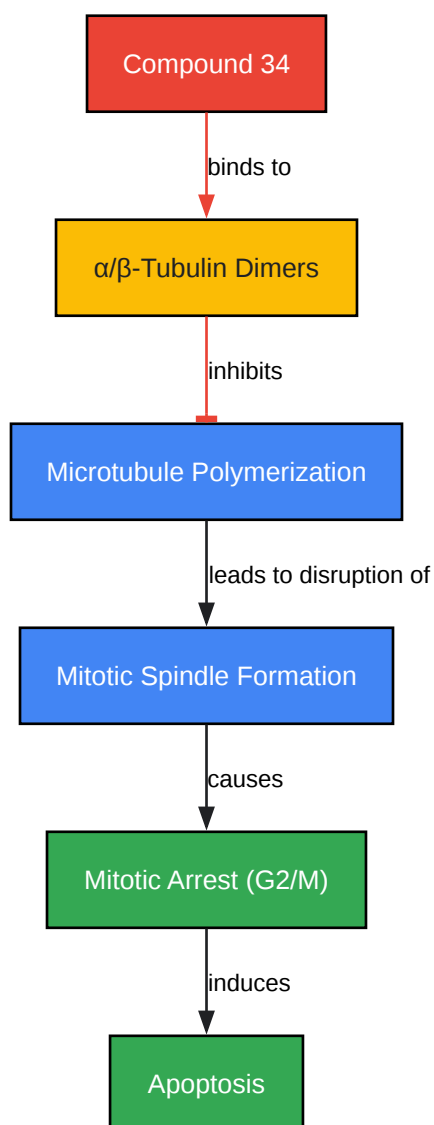 Compound 34
binds to
α/β-Tubulin Dimers
inhibits
Microtubule Polymerization
leads to disruption of
Mitotic Spindle Formation
causes
Mitotic Arrest (G2/M)
induces
Apoptosis